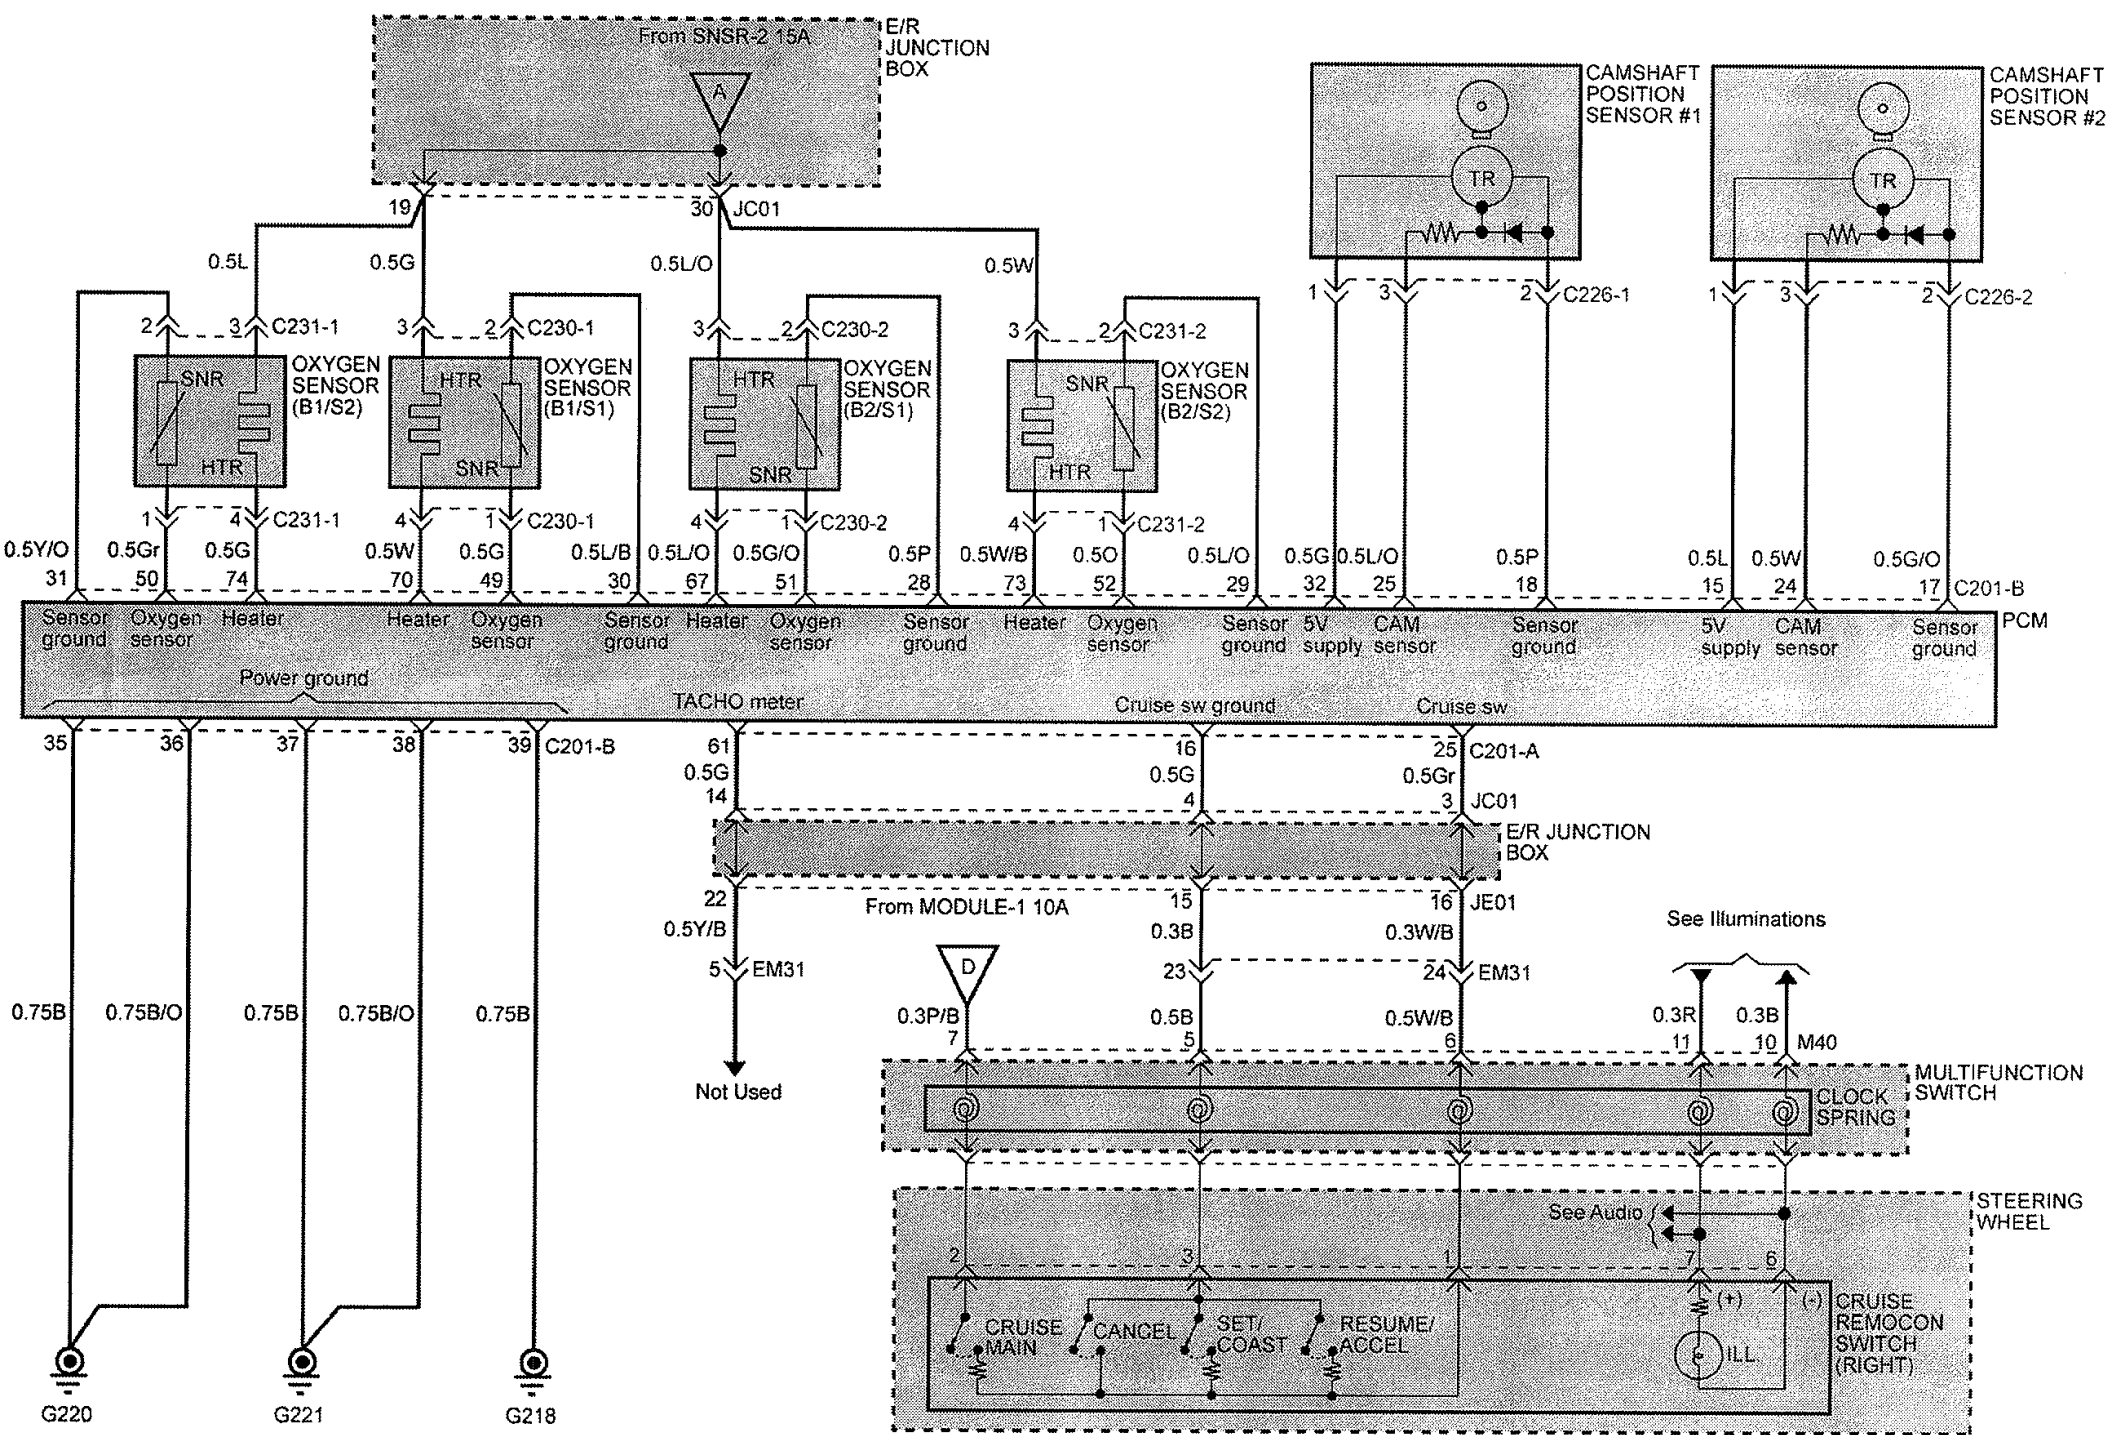 From SNSR-2 15A
E/R
JUNCTION
BOX
A
19
30
JC01
CAMSHAFT
POSITION
SENSOR #1
TR
CAMSHAFT
POSITION
SENSOR #2
TR
0.5L
0.5G
0.5L/O
0.5W
1
3
2
C226-1
1
3
2
C226-2
2
3
C231-1
3
2
C230-1
3
2
C230-2
3
2
C231-2
SNR
HTR
OXYGEN
SENSOR
(B1/S2)
HTR
SNR
OXYGEN
SENSOR
(B1/S1)
HTR
SNR
OXYGEN
SENSOR
(B2/S1)
SNR
HTR
OXYGEN
SENSOR
(B2/S2)
1
4
C231-1
4
1
C230-1
4
1
C230-2
4
1
C231-2
0.5Y/O
0.5Gr
0.5G
0.5W
0.5G
0.5L/B
0.5L/O
0.5G/O
0.5P
0.5W/B
0.5O
0.5L/O
0.5G
0.5L/O
0.5P
0.5L
0.5W
0.5G/O
31
50
74
70
49
30
67
51
28
73
52
29
32
25
18
15
24
17
C201-B
Sensor
ground
Oxygen
sensor
Heater
Heater
Oxygen
sensor
Sensor
ground
Heater
Oxygen
sensor
Sensor
ground
Heater
Oxygen
sensor
Sensor
ground
5V
supply
CAM
sensor
Sensor
ground
5V
supply
CAM
sensor
Sensor
ground
PCM
Power ground
TACHO meter
Cruise sw ground
Cruise sw
35
36
37
38
39
C201-B
61
16
25
C201-A
0.5G
0.5G
0.5Gr
14
4
3
JC01
E/R JUNCTION
BOX
22
15
16
JE01
From MODULE-1 10A
0.5Y/B
0.3B
0.3W/B
See Illuminations
5
EM31
D
23
24
EM31
0.75B
0.75B/O
0.75B
0.75B/O
0.75B
0.3P/B
0.5B
0.5W/B
0.3R
0.3B
7
5
6
11
10
M40
Not Used
MULTIFUNCTION
SWITCH
CLOCK
SPRING
STEERING
WHEEL
See Audio
2
3
1
7
6
(+)
(-)
CRUISE
MAIN
CANCEL
SET/
COAST
RESUME/
ACCEL
ILL.
CRUISE
REMOCON
SWITCH
(RIGHT)
G220
G221
G218